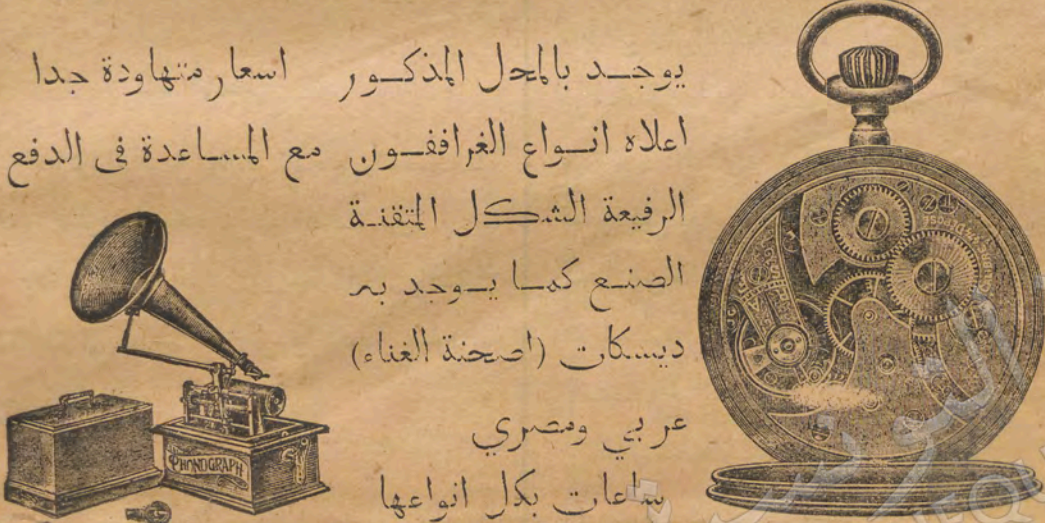 يوجد بالمحل المذكور
اعلاه انواع الغرافقون
الرفيعة الشكل المتقنة
الصنع كما يوجد به
ديسكات (اصحنة الغناء)
عربي ومصري
ساعات بكل انواعها
اسعار متهاودة جدا
مع المساعدة في الدفع
PHONOGRAPH